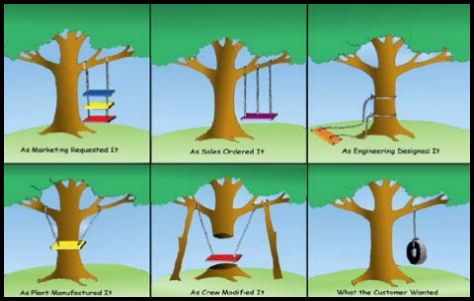 As Marketing Requested It
As Sales Ordered It
As Engineering Designed It
As Plant Manufactured It
As Crew Modified It
What the Customer Wanted